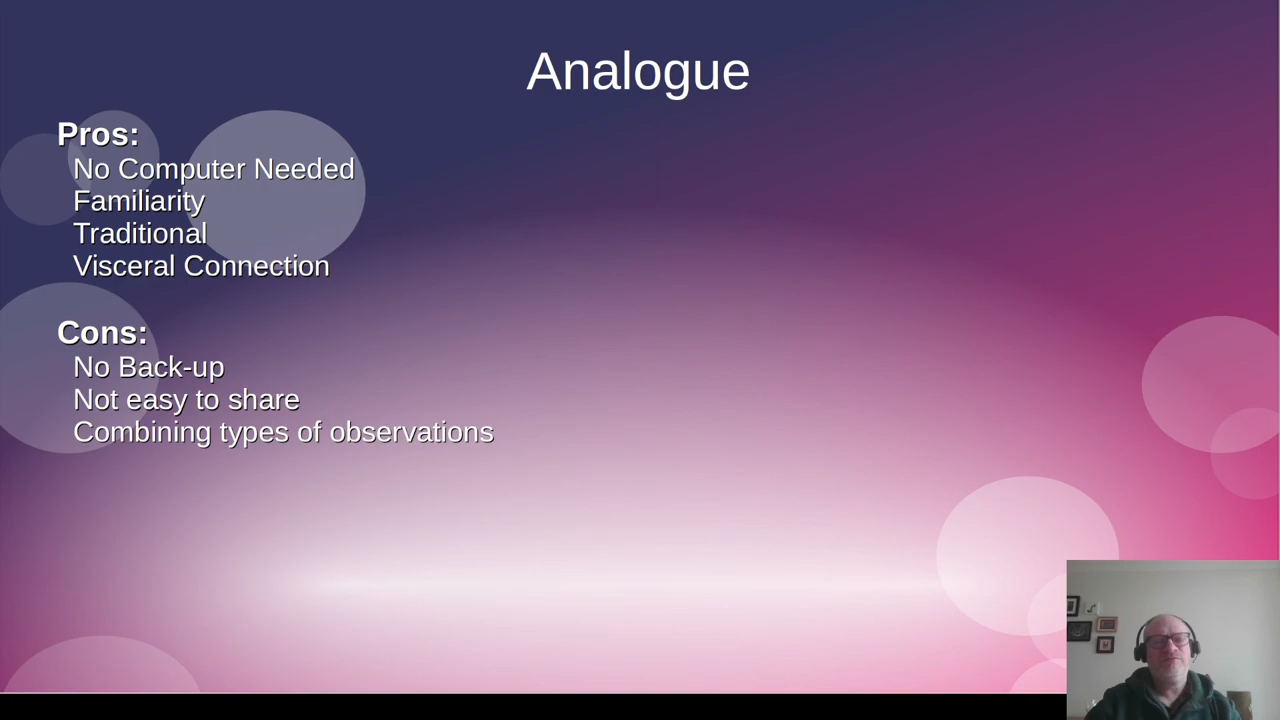 Analogue
Pros:
No Computer Needed
Familiarity
Traditional
Visceral Connection
Cons:
No Back-up
Not easy to share
Combining types of observations